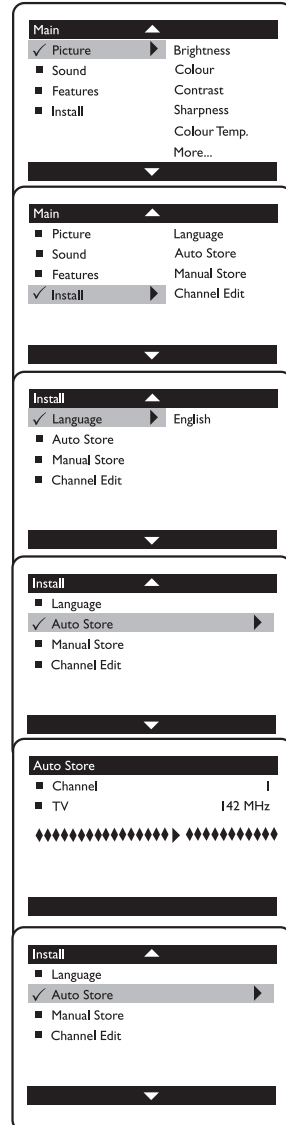 Main
✓ Picture Brightness
■ Sound Colour
■ Features Contrast
■ Install Sharpness
Colour Temp.
More...
Main
■ Picture Language
■ Sound Auto Store
■ Features Manual Store
✓ Install Channel Edit
Install
✓ Language English
■ Auto Store
■ Manual Store
■ Channel Edit
Install
■ Language
✓ Auto Store
■ Manual Store
■ Channel Edit
Auto Store
■ Channel 1
■ TV 142 MHz
Install
■ Language
✓ Auto Store
■ Manual Store
■ Channel Edit